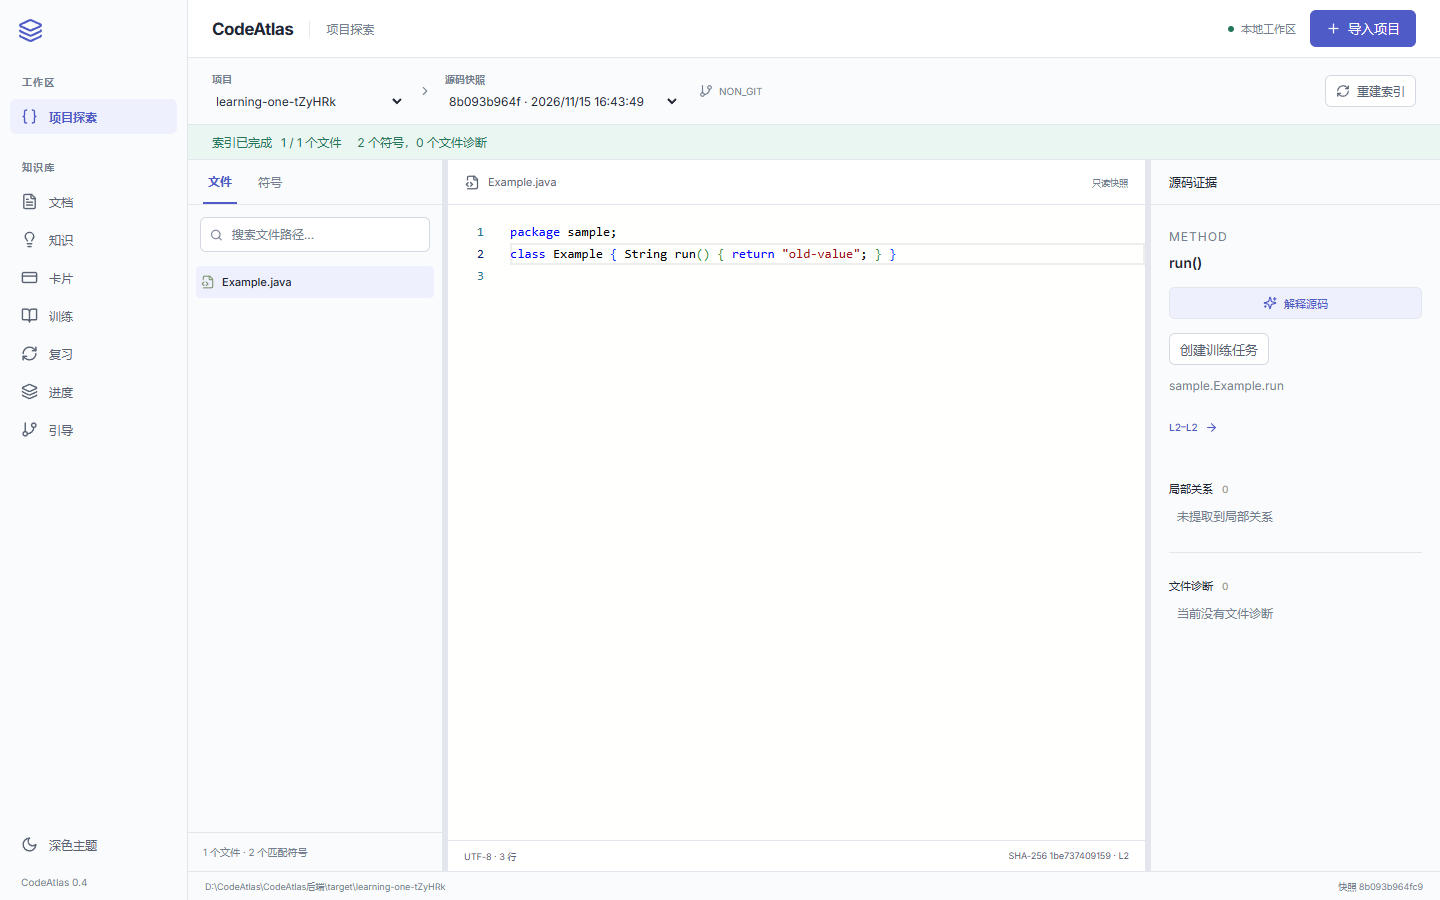 CodeAtlas
项目探索
本地工作区
导入项目
工作区
项目探索
知识库
文档
知识
卡片
训练
复习
进度
引导
深色主题
CodeAtlas 0.4
项目
learning-one-tZyHRk
源码快照
8b093b964f · 2026/11/15 16:43:49
NON_GIT
重建索引
索引已完成 1 / 1 个文件 2 个符号，0 个文件诊断
文件
符号
搜索文件路径...
Example.java
1 个文件 · 2 个匹配符号
Example.java
只读快照
1 package sample;
2 class Example { String run() { return "old-value"; } }
3
UTF-8 · 3 行
SHA-256 1be737409159 · L2
源码证据
METHOD
run()
解释源码
创建训练任务
sample.Example.run
L2–L2
局部关系 0
未提取到局部关系
文件诊断 0
当前没有文件诊断
D:\CodeAtlas\CodeAtlas后端\target\learning-one-tZyHRk
快照 8b093b964fc9